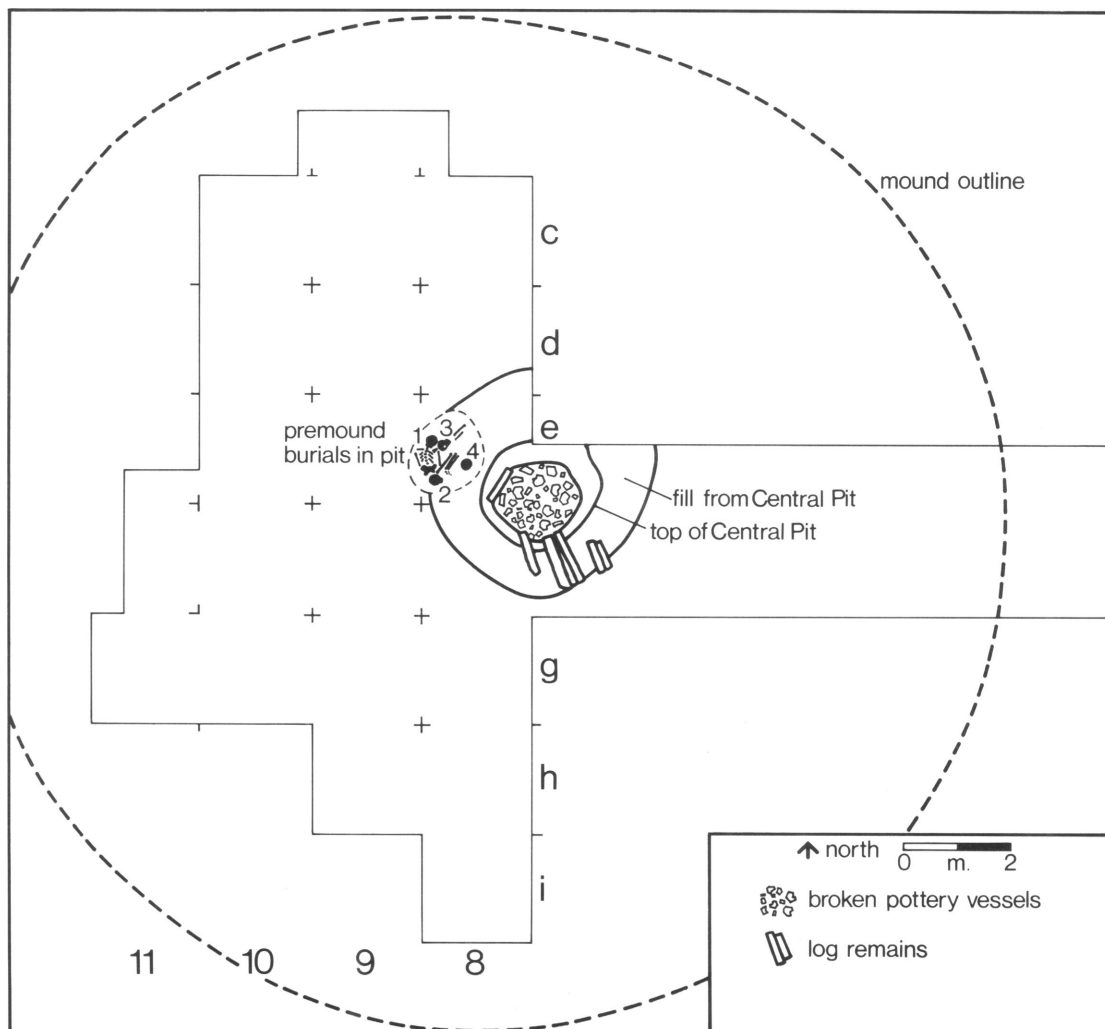 mound outline
c
d
e
premound
burials in pit
1
3
4
2
fill from Central Pit
top of Central Pit
g
h
i
11 10 9 8
north 0 m. 2
broken pottery vessels
log remains